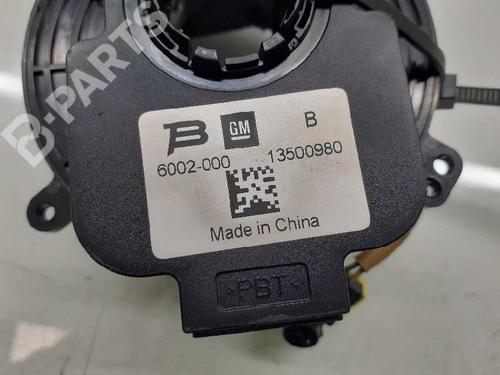 B-PARTS
B GM B
6002-000 13500980
Made in China
>PBT<